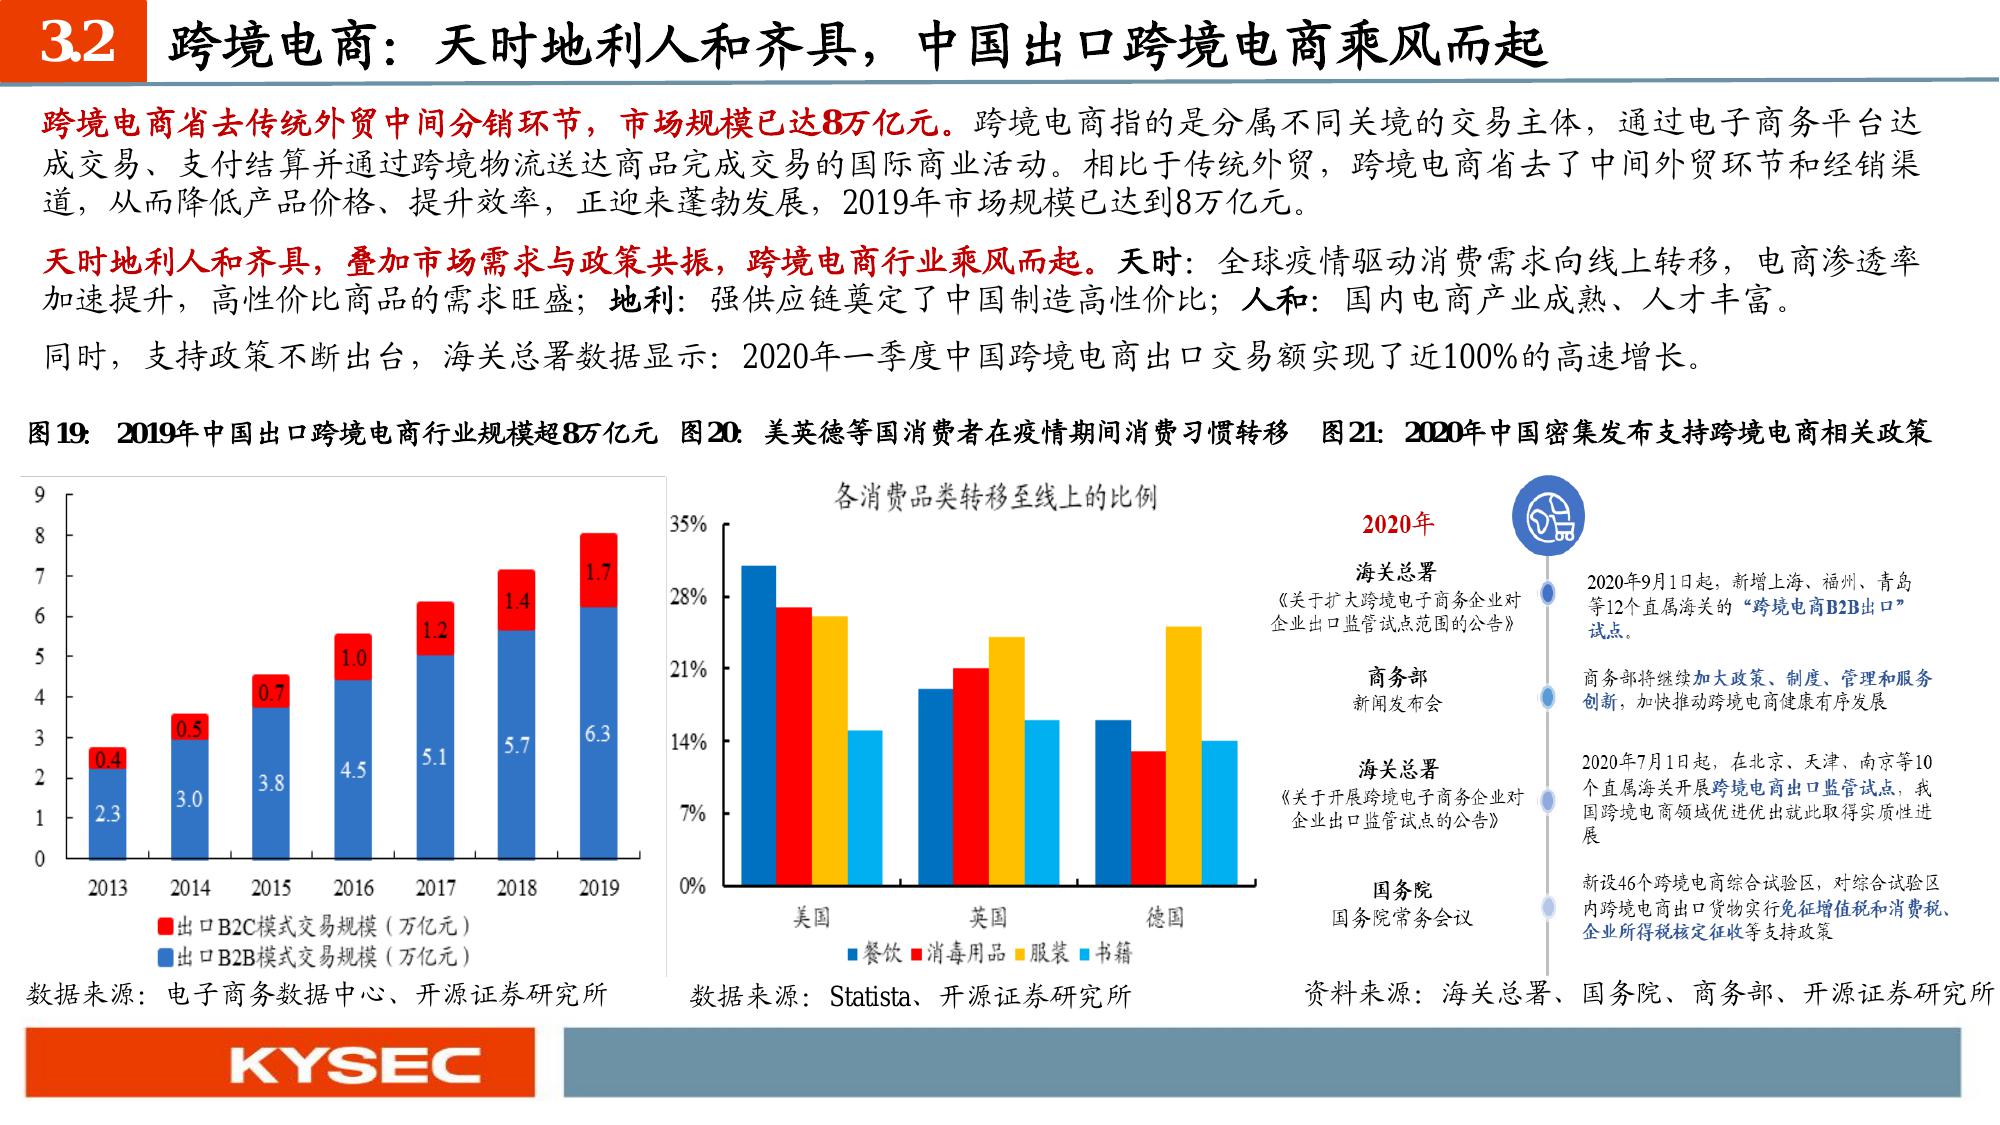 3.2 跨境电商：天时地利人和齐具，中国出口跨境电商乘风而起
跨境电商省去传统外贸中间分销环节，市场规模已达8万亿元。跨境电商指的是分属不同关境的交易主体，通过电子商务平台达
成交易、支付结算并通过跨境物流送达商品完成交易的国际商业活动。相比于传统外贸，跨境电商省去了中间外贸环节和经销渠
道，从而降低产品价格、提升效率，正迎来蓬勃发展，2019年市场规模已达到8万亿元。
天时地利人和齐具，叠加市场需求与政策共振，跨境电商行业乘风而起。天时：全球疫情驱动消费需求向线上转移，电商渗透率
加速提升，高性价比商品的需求旺盛；地利：强供应链奠定了中国制造高性价比；人和：国内电商产业成熟、人才丰富。
同时，支持政策不断出台，海关总署数据显示：2020年一季度中国跨境电商出口交易额实现了近100%的高速增长。
图19： 2019年中国出口跨境电商行业规模超8万亿元
9
8
7
6
5
4
3
2
1
0
0.4
0.5
0.7
1.0
1.2
1.4
1.7
2.3
3.0
3.8
4.5
5.1
5.7
6.3
2013 2014 2015 2016 2017 2018 2019
出口B2C模式交易规模（万亿元）
出口B2B模式交易规模（万亿元）
数据来源：电子商务数据中心、开源证券研究所
图20：美英德等国消费者在疫情期间消费习惯转移
各消费品类转移至线上的比例
35%
28%
21%
14%
7%
0%
美国 英国 德国
餐饮 消毒用品 服装 书籍
数据来源：Statista、开源证券研究所
图21：2020年中国密集发布支持跨境电商相关政策
2020年
海关总署
《关于扩大跨境电子商务企业对
企业出口监管试点范围的公告》
2020年9月1日起，新增上海、福州、青岛
等12个直属海关的“跨境电商B2B出口”
试点。
商务部
新闻发布会
商务部将继续加大政策、制度、管理和服务
创新，加快推动跨境电商健康有序发展
海关总署
《关于开展跨境电子商务企业对
企业出口监管试点的公告》
2020年7月1日起，在北京、天津、南京等10
个直属海关开展跨境电商出口监管试点，我
国跨境电商领域优进优出就此取得实质性进
展
国务院
国务院常务会议
新设46个跨境电商综合试验区，对综合试验区
内跨境电商出口货物实行免征增值税和消费税、
企业所得税核定征收等支持政策
资料来源：海关总署、国务院、商务部、开源证券研究所
KYSEC